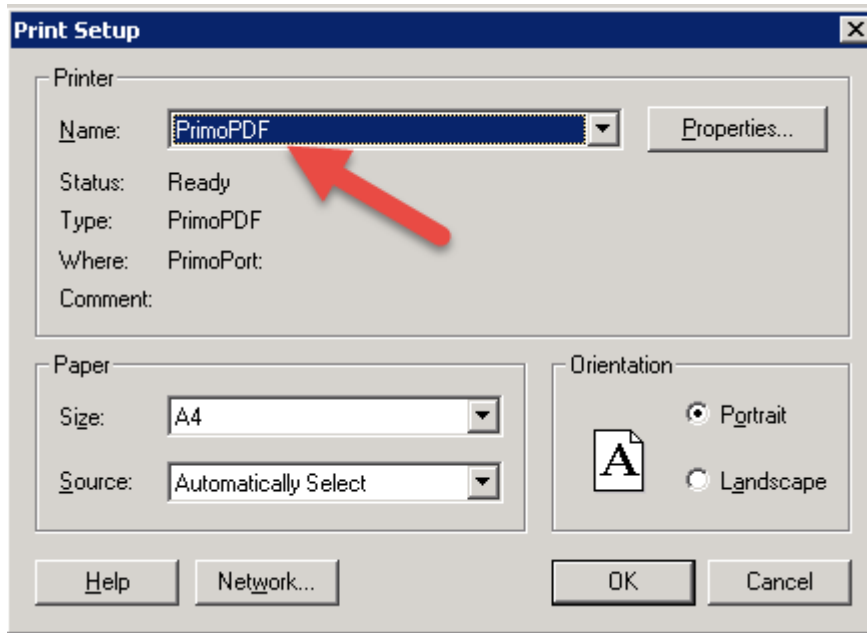 Print Setup
Printer
Name: PrimoPDF Properties...
Status: Ready
Type: PrimoPDF
Where: PrimoPort:
Comment:
Paper
Size: A4
Source: Automatically Select
Orientation
A
Portrait
Landscape
Help Network... OK Cancel